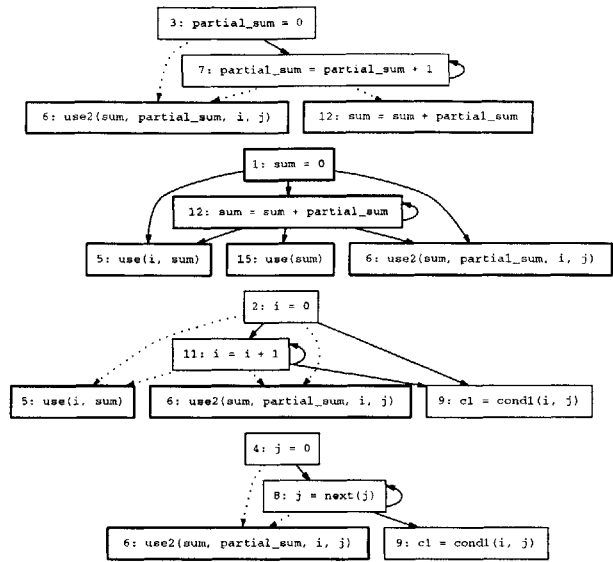 3: partial_sum = 0
7: partial_sum = partial_sum + 1
6: use2(sum, partial_sum, i, j)
12: sum = sum + partial_sum
1: sum = 0
12: sum = sum + partial_sum
5: use(i, sum)
15: use(sum)
6: use2(sum, partial_sum, i, j)
2: i = 0
11: i = i + 1
5: use(i, sum)
6: use2(sum, partial_sum, i, j)
9: c1 = cond1(i, j)
4: j = 0
8: j = next(j)
6: use2(sum, partial_sum, i, j)
9: c1 = cond1(i, j)